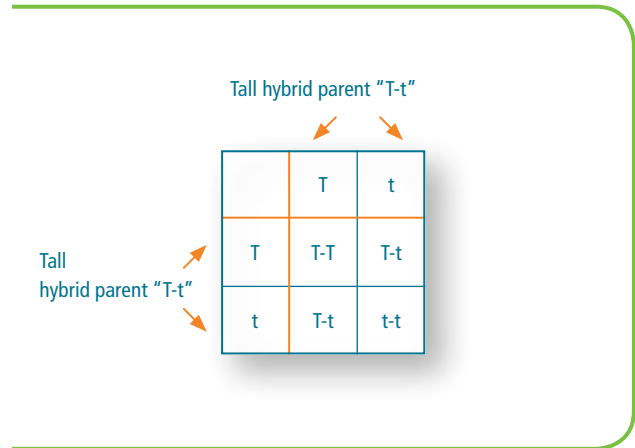 Tall hybrid parent “T-t”
T t
Tall
hybrid parent “T-t”
T T-T T-t
t T-t t-t